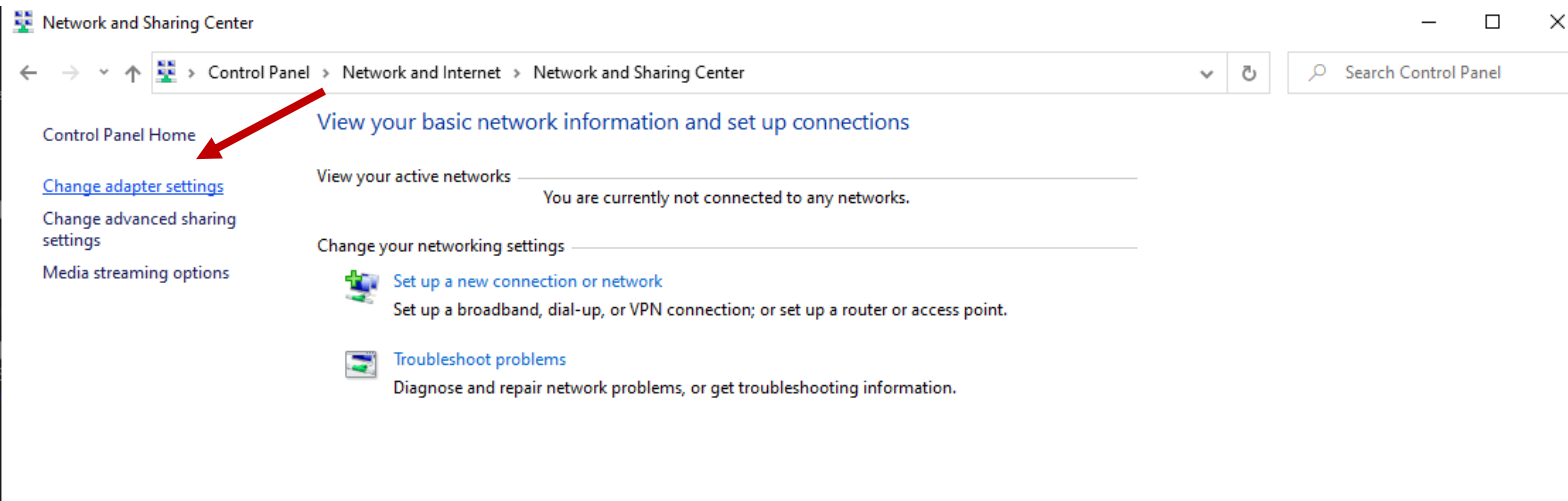 Network and Sharing Center
Control Panel > Network and Internet > Network and Sharing Center
Search Control Panel
Control Panel Home
Change adapter settings
Change advanced sharing
settings
Media streaming options
View your basic network information and set up connections
View your active networks
You are currently not connected to any networks.
Change your networking settings
Set up a new connection or network
Set up a broadband, dial-up, or VPN connection; or set up a router or access point.
Troubleshoot problems
Diagnose and repair network problems, or get troubleshooting information.